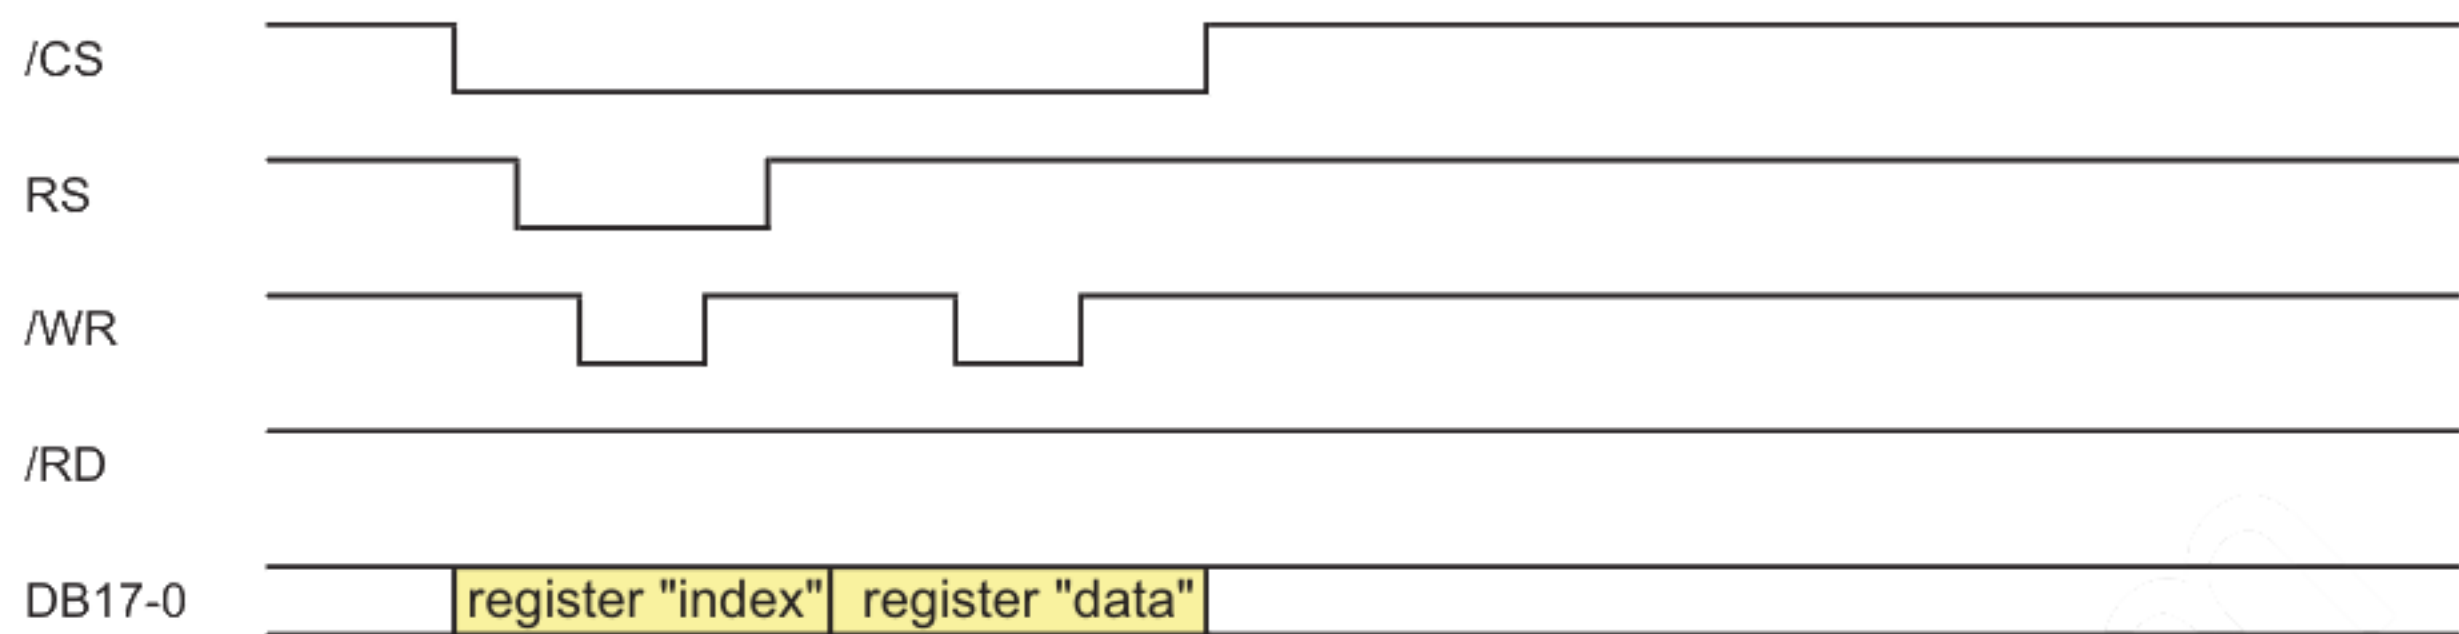 /CS
RS
/WR
/RD
DB17-0 register "index" register "data"